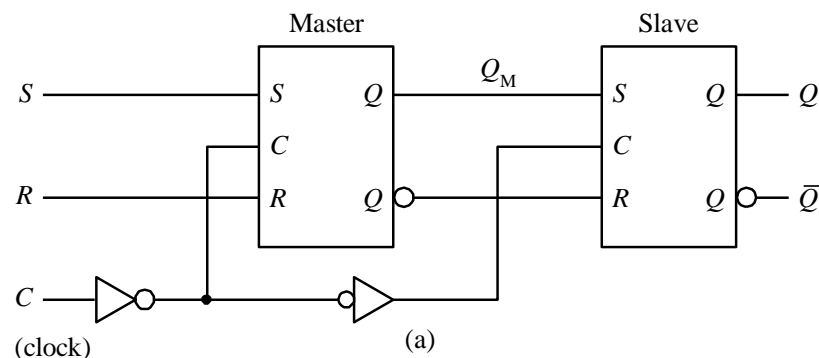 Master Slave
Q_M
S S Q S Q Q
C C
R R Q R Q Q̅
C
(clock) (a)